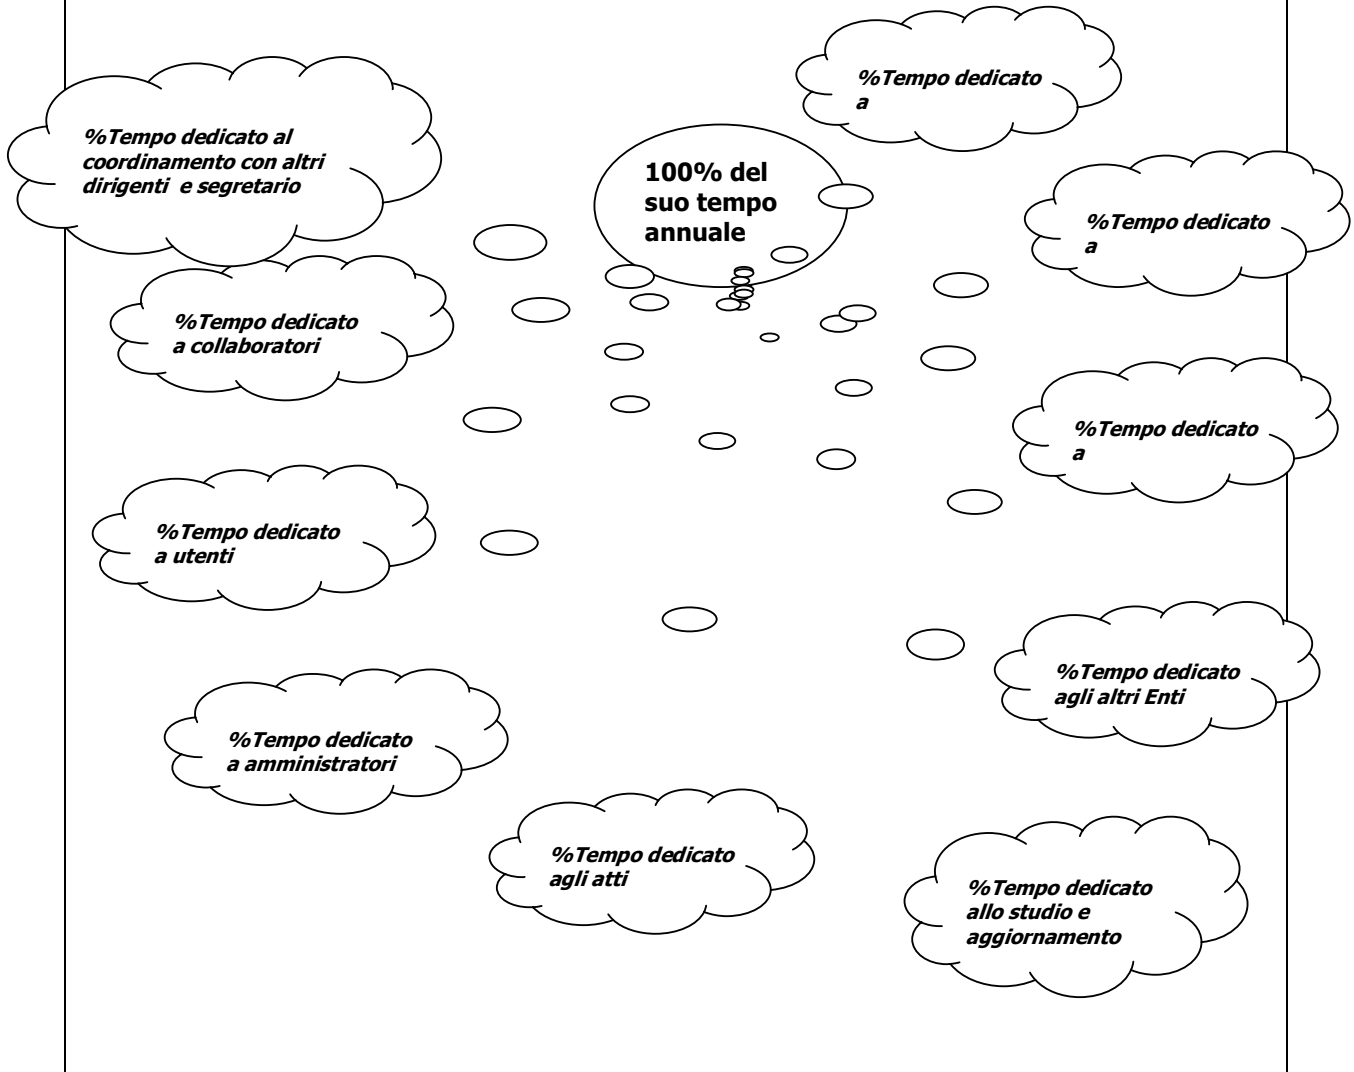 %Tempo dedicato
a
%Tempo dedicato al
coordinamento con altri
dirigenti e segretario
100% del
suo tempo
annuale
%Tempo dedicato
a
%Tempo dedicato
a collaboratori
%Tempo dedicato
a
%Tempo dedicato
a utenti
%Tempo dedicato
agli altri Enti
%Tempo dedicato
a amministratori
%Tempo dedicato
agli atti
%Tempo dedicato
allo studio e
aggiornamento